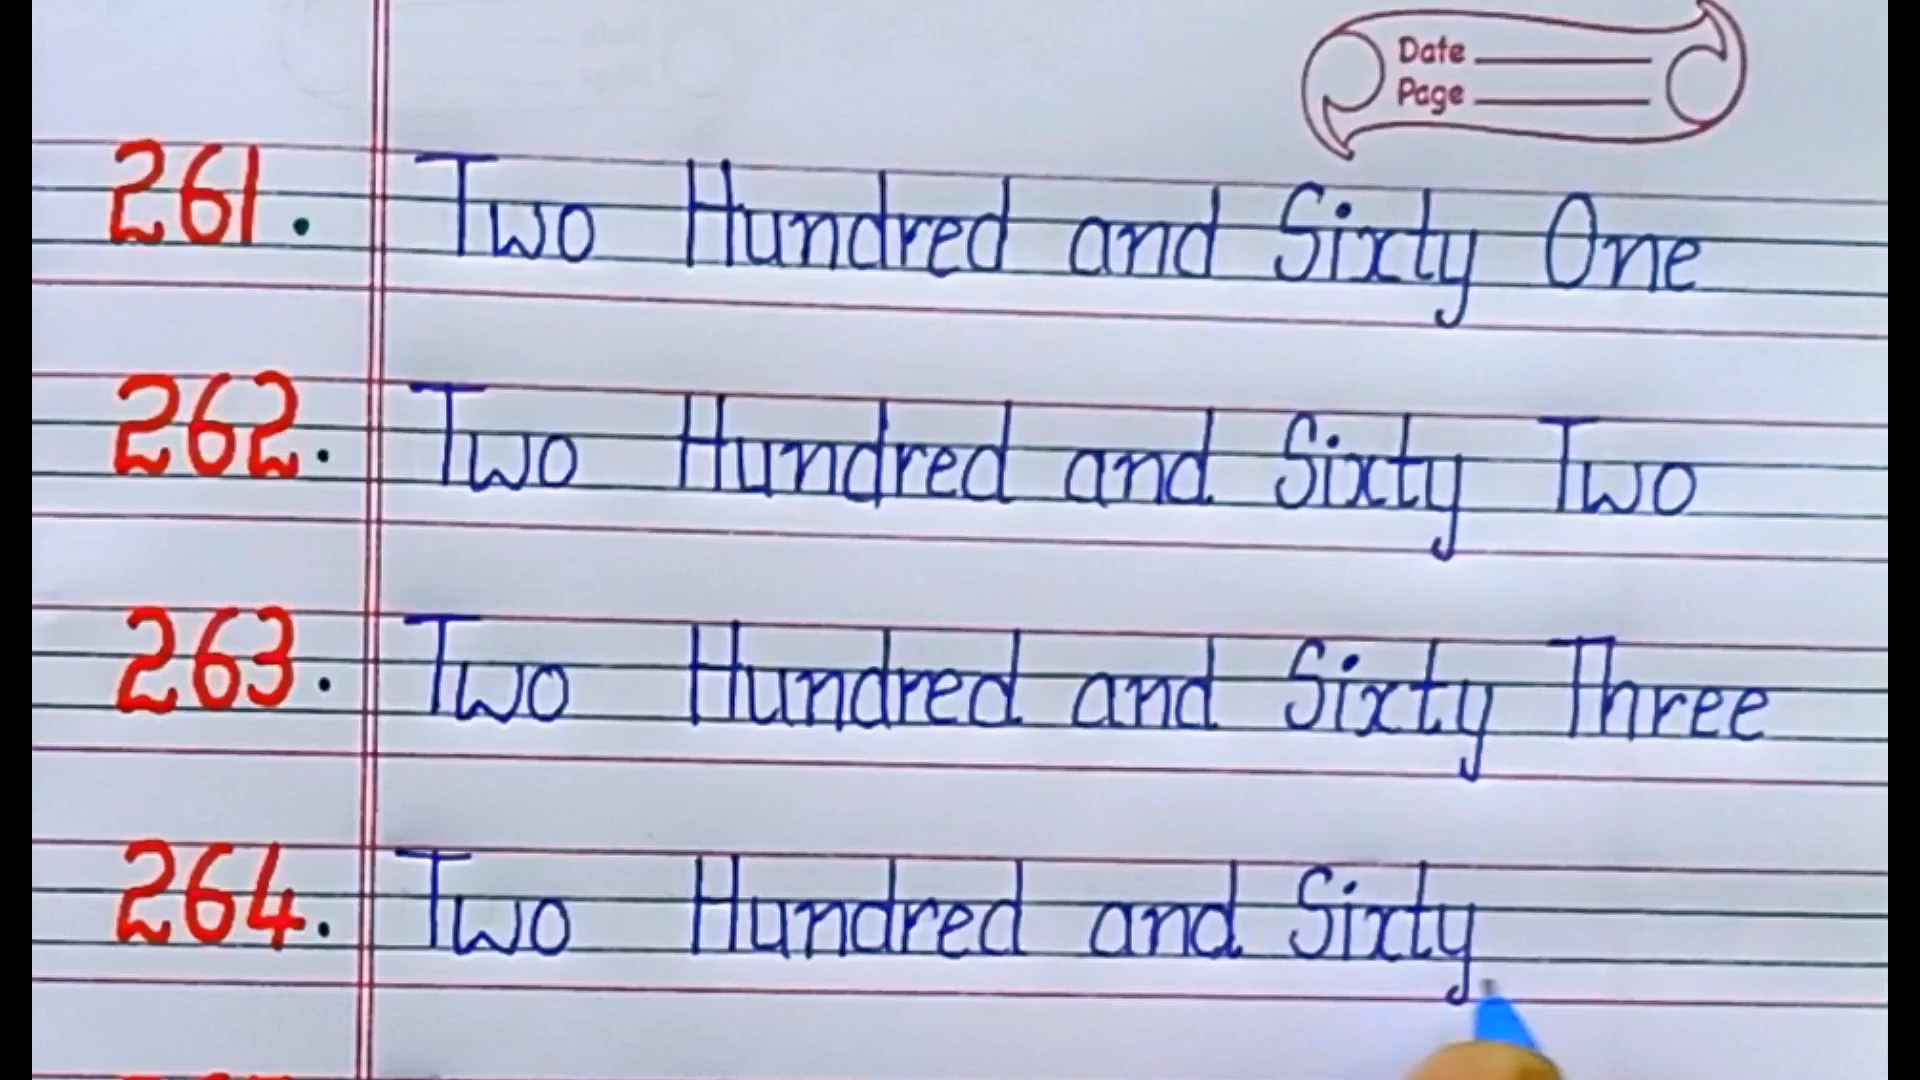 Date
Page
261. Two Hundred and Sixty One
262. Two Hundred and Sixty Two
263. Two Hundred and Sixty Three
264. Two Hundred and Sixty